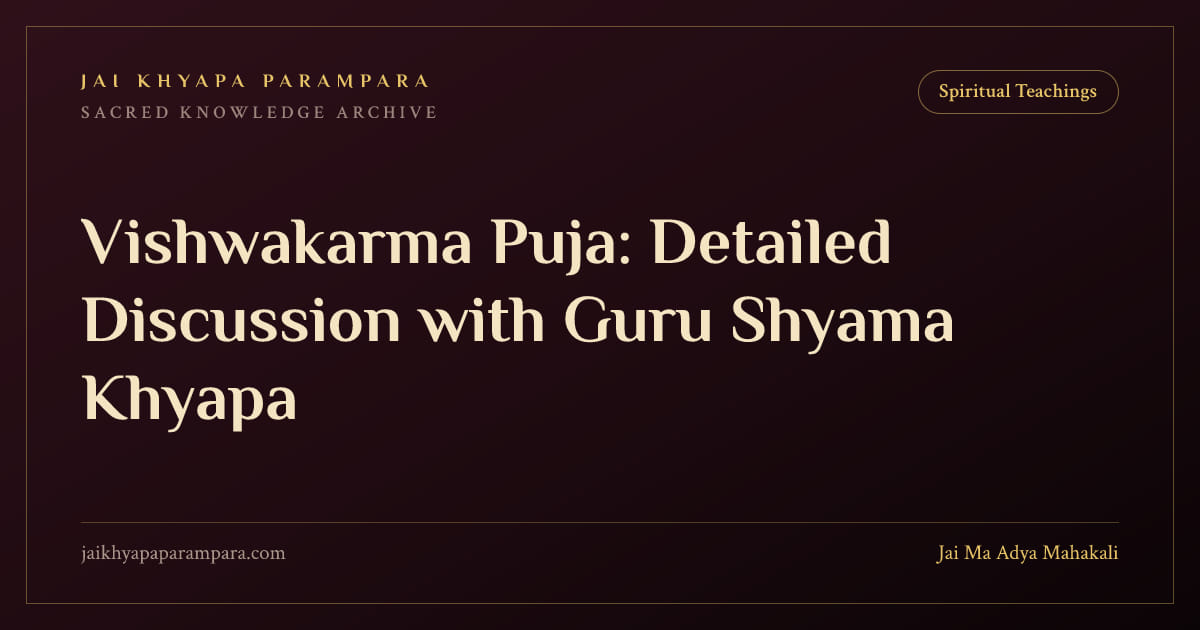 JAI KHYAPA PARAMPARA
SACRED KNOWLEDGE ARCHIVE
Spiritual Teachings
Vishwakarma Puja: Detailed
Discussion with Guru Shyama
Khyapa
jaikhyapaparampara.com
Jai Ma Adya Mahakali